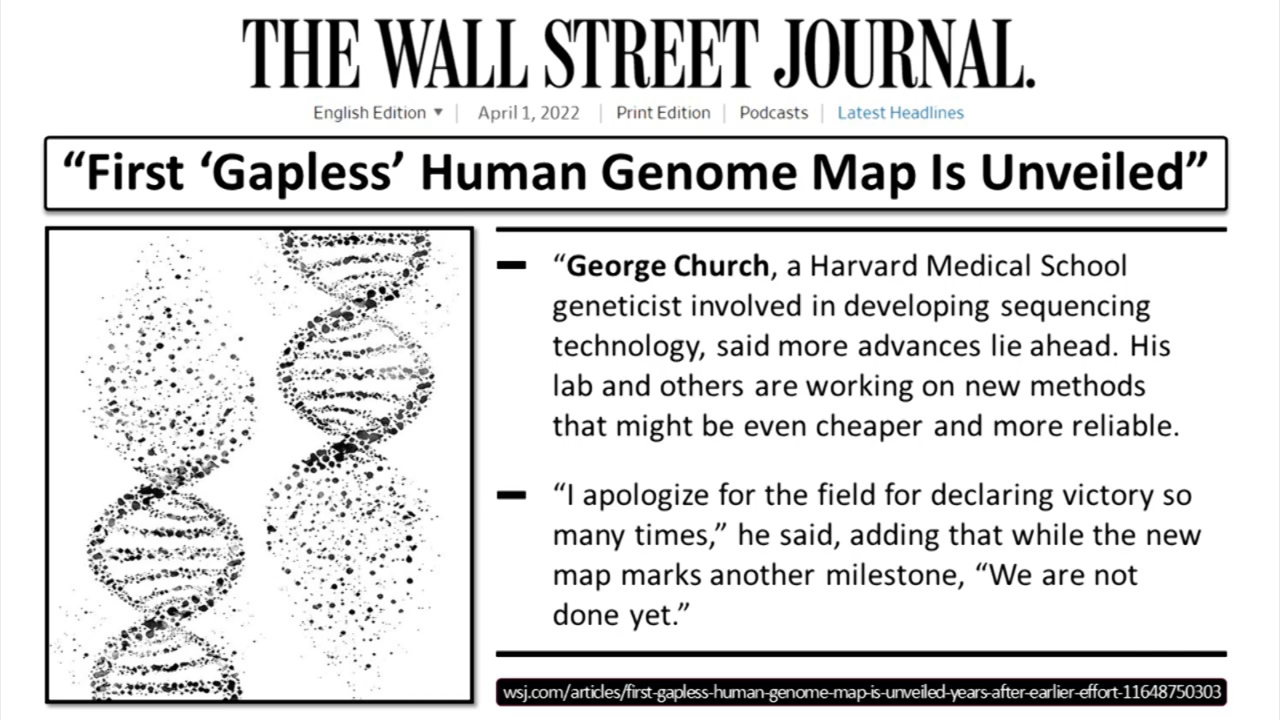 THE WALL STREET JOURNAL.
English Edition ▼ | April 1, 2022 | Print Edition | Podcasts | Latest Headlines
“First ‘Gapless’ Human Genome Map Is Unveiled”
“George Church, a Harvard Medical School
geneticist involved in developing sequencing
technology, said more advances lie ahead. His
lab and others are working on new methods
that might be even cheaper and more reliable.
“I apologize for the field for declaring victory so
many times,” he said, adding that while the new
map marks another milestone, “We are not
done yet.”
wsj.com/articles/first-gapless-human-genome-map-is-unveiled-years-after-earlier-effort-11648750303